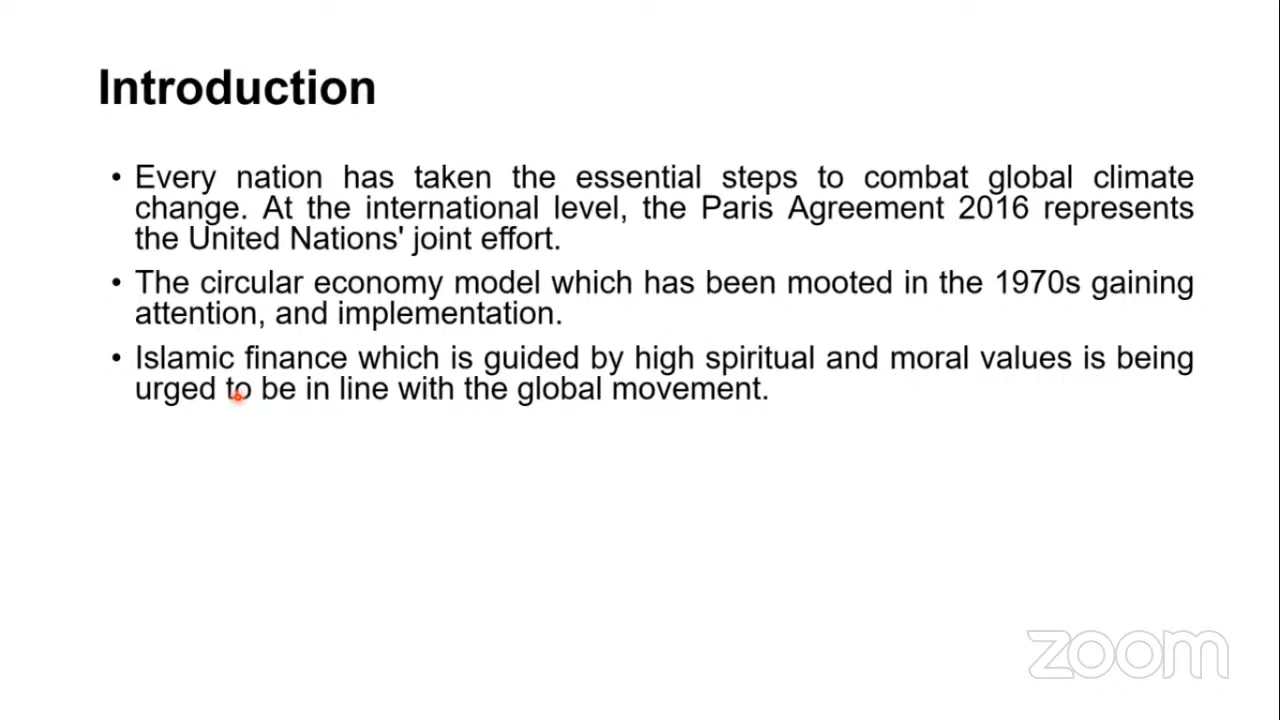 Introduction
• Every nation has taken the essential steps to combat global climate
change. At the international level, the Paris Agreement 2016 represents
the United Nations' joint effort.
• The circular economy model which has been mooted in the 1970s gaining
attention, and implementation.
• Islamic finance which is guided by high spiritual and moral values is being
urged to be in line with the global movement.
zoom